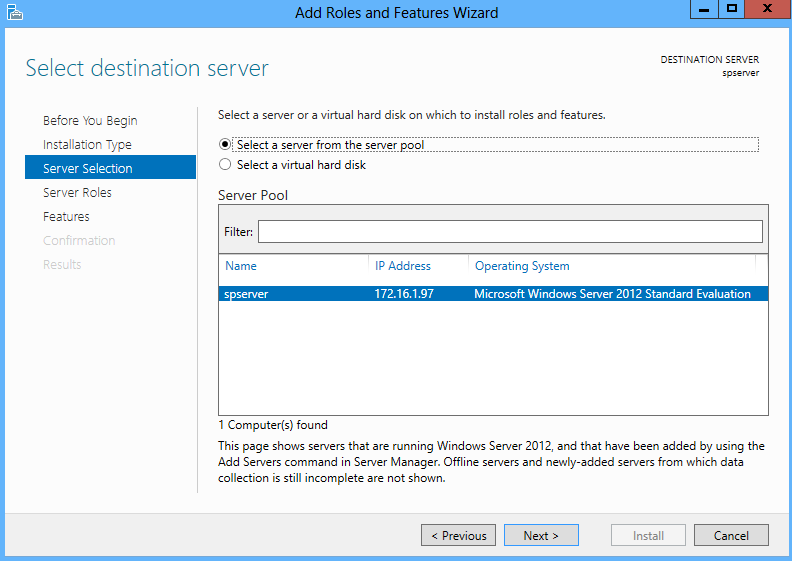 Add Roles and Features Wizard
Select destination server
DESTINATION SERVER
spserver
Before You Begin
Installation Type
Server Selection
Server Roles
Features
Confirmation
Results
Select a server or a virtual hard disk on which to install roles and features.
Select a server from the server pool
Select a virtual hard disk
Server Pool
Filter:
Name IP Address Operating System
spserver 172.16.1.97 Microsoft Windows Server 2012 Standard Evaluation
1 Computer(s) found
This page shows servers that are running Windows Server 2012, and that have been added by using the
Add Servers command in Server Manager. Offline servers and newly-added servers from which data
collection is still incomplete are not shown.
< Previous Next > Install Cancel